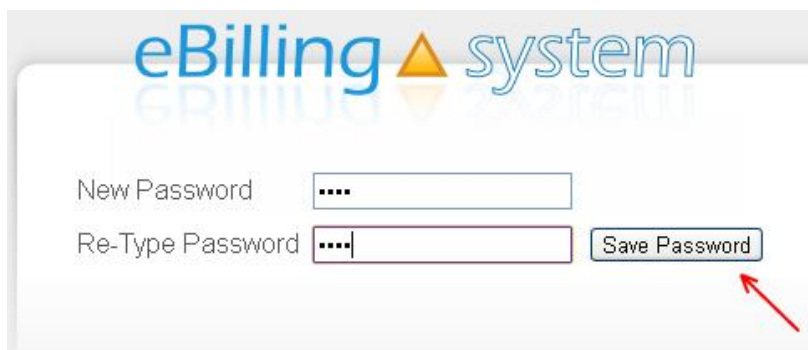 eBilling system
New Password ••••
Re-Type Password ••••
Save Password